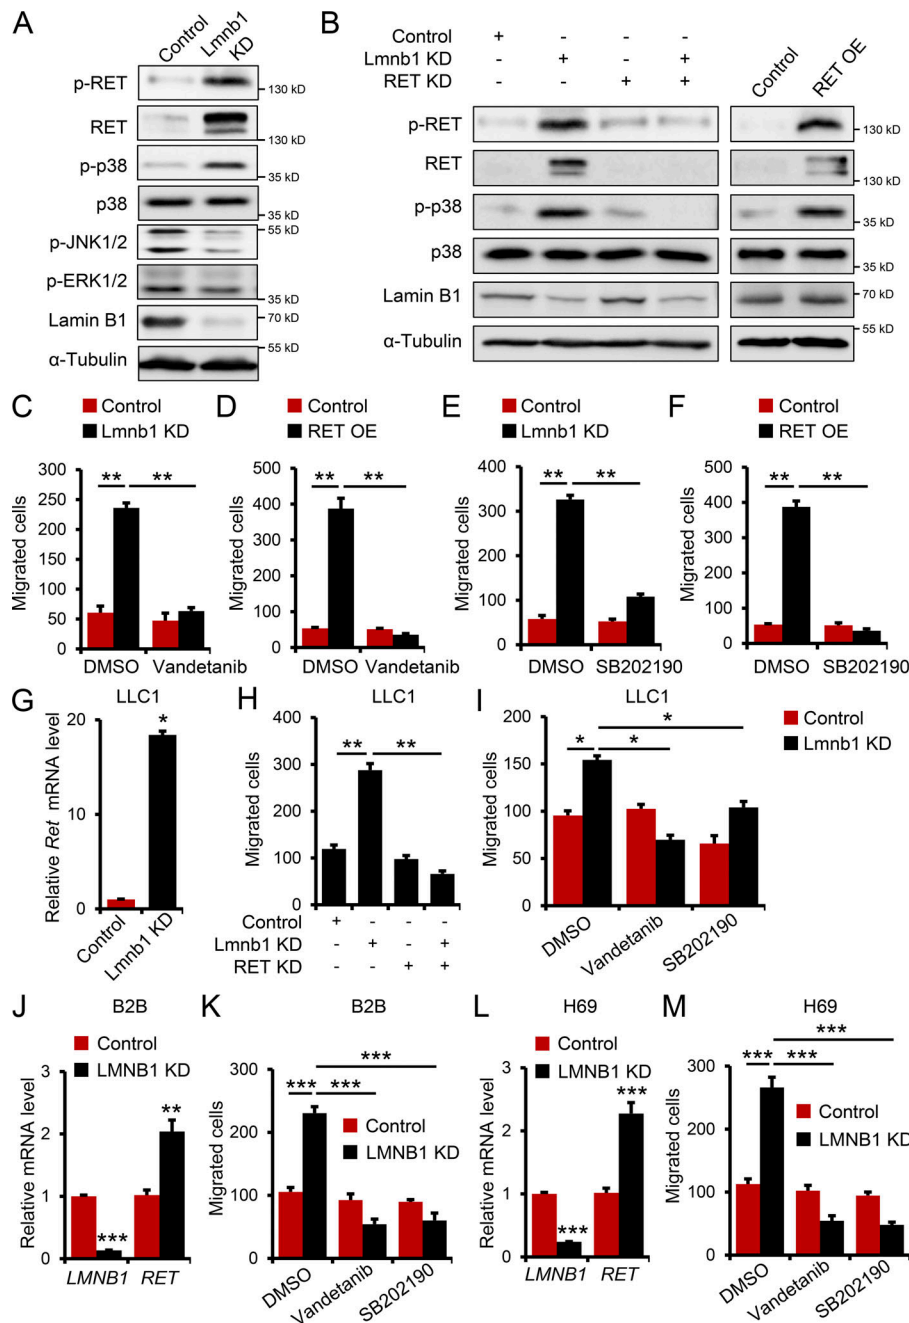 A
Control
Lmnb1 KD
p-RET
130 kD
RET
130 kD
p-p38
35 kD
p38
35 kD
p-JNK1/2
55 kD
p-ERK1/2
35 kD
Lamin B1
70 kD
α-Tubulin
55 kD
B
Control + - - -
Lmnb1 KD - + - +
RET KD - - + +
Control
RET OE
p-RET
130 kD
RET
130 kD
p-p38
35 kD
p38
35 kD
Lamin B1
70 kD
α-Tubulin
55 kD
C
Control
Lmnb1 KD
Migrated cells
300
250
200
150
100
50
0
** **
DMSO Vandetanib
D
Control
RET OE
Migrated cells
500
400
300
200
100
0
** **
DMSO Vandetanib
E
Control
Lmnb1 KD
Migrated cells
400
300
200
100
0
** **
DMSO SB202190
F
Control
RET OE
Migrated cells
500
400
300
200
100
0
** **
DMSO SB202190
G
LLC1
Relative Ret mRNA level
20
10
0
*
Control
Lmnb1 KD
H
LLC1
Migrated cells
400
300
200
100
0
** **
Control + - - -
Lmnb1 KD - + - +
RET KD - - + +
I
LLC1
Control
Lmnb1 KD
Migrated cells
200
150
100
50
0
*
* *
DMSO
Vandetanib
SB202190
J
B2B
Control
LMNB1 KD
Relative mRNA level
3
2
1
0
**
***
LMNB1 RET
K
B2B
Control
LMNB1 KD
Migrated cells
300
200
100
0
***
*** ***
DMSO
Vandetanib
SB202190
L
H69
Control
LMNB1 KD
Relative mRNA level
3
2
1
0
***
***
LMNB1 RET
M
H69
Control
LMNB1 KD
Migrated cells
300
200
100
0
***
*** ***
DMSO
Vandetanib
SB202190